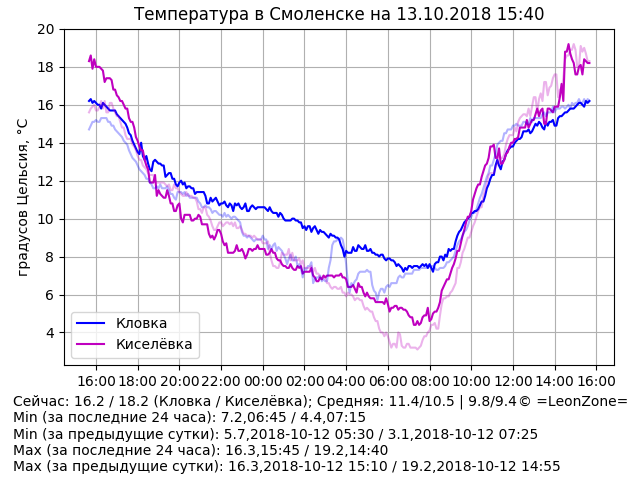 Температура в Смоленске на 13.10.2018 15:40
градусов Цельсия, °C
20
18
16
14
12
10
8
6
4
Кловка
Киселёвка
16:00 18:00 20:00 22:00 00:00 02:00 04:00 06:00 08:00 10:00 12:00 14:00 16:00
Сейчас: 16.2 / 18.2 (Кловка / Киселёвка); Средняя: 11.4/10.5 | 9.8/9.4© =LeonZone=
Min (за последние 24 часа): 7.2,06:45 / 4.4,07:15
Min (за предыдущие сутки): 5.7,2018-10-12 05:30 / 3.1,2018-10-12 07:25
Max (за последние 24 часа): 16.3,15:45 / 19.2,14:40
Max (за предыдущие сутки): 16.3,2018-10-12 15:10 / 19.2,2018-10-12 14:55